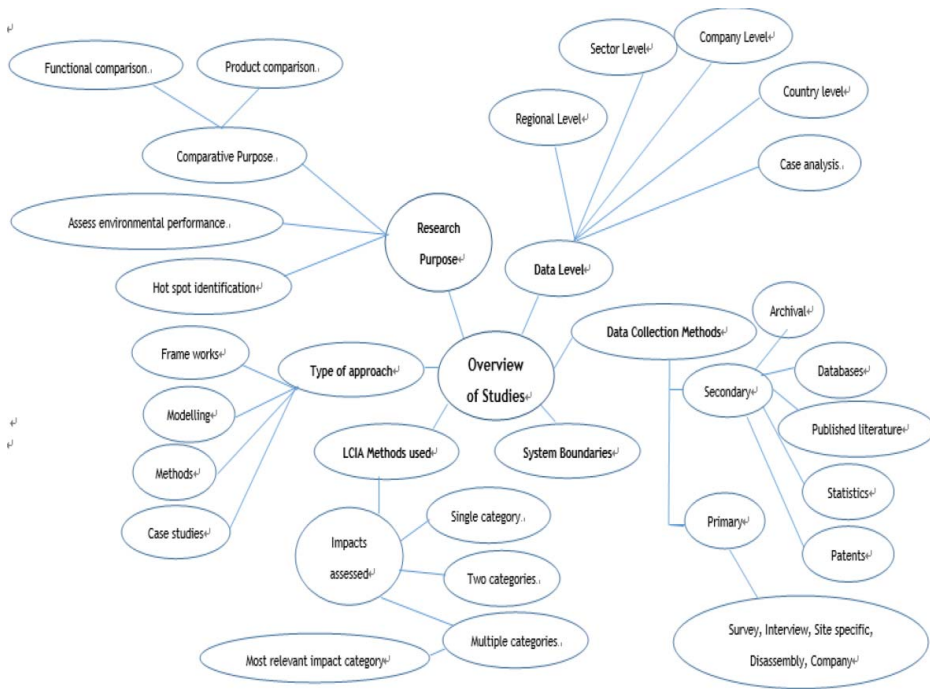 Functional comparison.
Product comparison.
Comparative Purpose.
Assess environmental performance.
Hot spot identification
Research
Purpose
Regional Level
Sector Level
Company Level
Country level
Case analysis.
Data Level
Overview
of Studies
Type of approach
Frame works
Modelling
Methods
Case studies
LCIA Methods used
Impacts
assessed
Single category.
Two categories.
Multiple categories.
Most relevant impact category
System Boundaries
Data Collection Methods
Secondary
Archival
Databases
Published literature
Statistics
Patents
Primary
Survey, Interview, Site specific,
Disassembly, Company